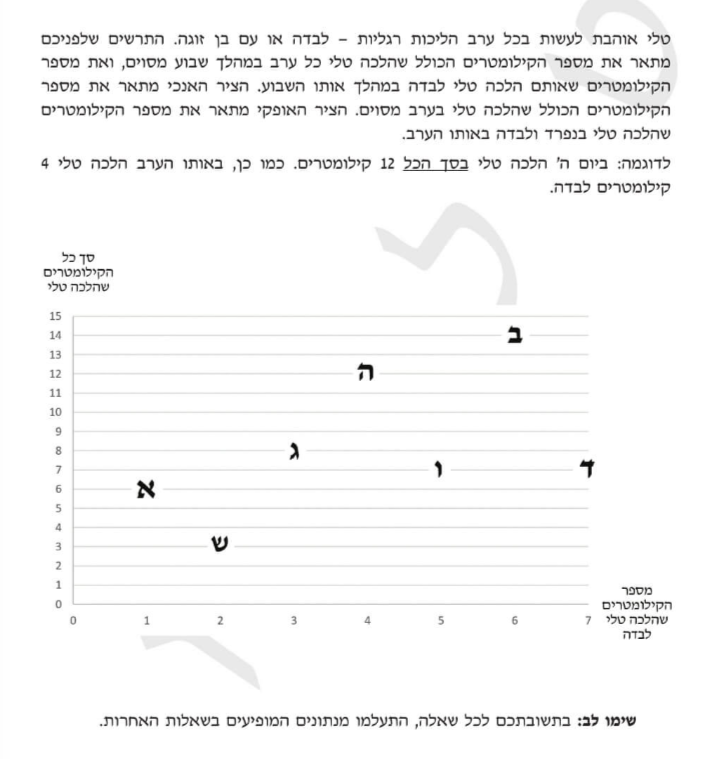 טלי אוהבת לעשות בכל ערב הליכות רגליות – לבדה או עם בן זוגה. התרשים שלפניכם
מתאר את מספר הקילומטרים הכולל שהלכה טלי כל ערב במהלך שבוע מסוים, ואת מספר
הקילומטרים שאותם הלכה טלי לבדה במהלך אותו השבוע. הציר האנכי מתאר את מספר
הקילומטרים הכולל שהלכה טלי בערב מסוים. הציר האופקי מתאר את מספר הקילומטרים
שהלכה טלי בנפרד ולבדה באותו הערב.
לדוגמה: ביום ה' הלכה טלי בסך הכל 12 קילומטרים. כמו כן, באותו הערב הלכה טלי 4
קילומטרים לבדה.
סך כל
הקילומטרים
שהלכה טלי
15
14
ב
13
12
ה
11
10
9
8
ג
7
ו
ד
6
א
5
4
3
ש
2
1
0
0 1 2 3 4 5 6 7
מספר
הקילומטרים
שהלכה טלי
לבדה
שימו לב: בתשובתכם לכל שאלה, התעלמו מנתונים המופיעים בשאלות האחרות.